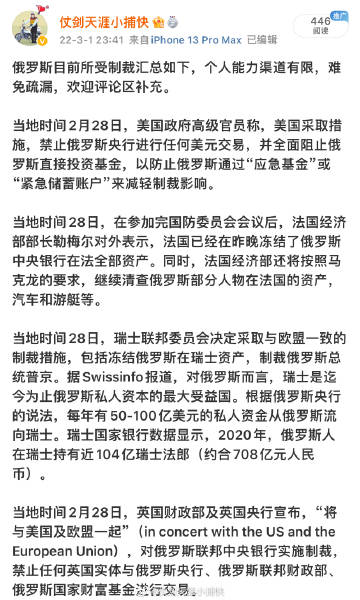 仗剑天涯小捕快
22-3-1 23:41 来自iPhone 13 Pro Max 已编辑
446
阅读
推广
俄罗斯目前所受制裁汇总如下，个人能力渠道有限，难
免疏漏，欢迎评论区补充。
当地时间2月28日，美国政府高级官员称，美国采取措
施，禁止俄罗斯央行进行任何美元交易，并全面阻止俄
罗斯直接投资基金，以防止俄罗斯通过“应急基金”或
“紧急储蓄账户”来减轻制裁影响。
当地时间28日，在参加完国防委员会会议后，法国经济
部部长勒梅尔对外表示，法国已经在昨晚冻结了俄罗斯
中央银行在法全部资产。同时，法国经济部还将按照马
克龙的要求，继续清查俄罗斯部分人物在法国的资产，
汽车和游艇等。
当地时间28日，瑞士联邦委员会决定采取与欧盟一致的
制裁措施，包括冻结俄罗斯在瑞士资产，制裁俄罗斯总
统普京。据Swissinfo报道，对俄罗斯而言，瑞士是迄
今为止俄罗斯私人资本的最大受益国。根据俄罗斯央行
的说法，每年有50-100亿美元的私人资金从俄罗斯流
向瑞士。瑞士国家银行数据显示，2020年，俄罗斯人
在瑞士持有近104亿瑞士法郎（约合708亿元人民币
）。
当地时间2月28日，英国财政部及英国央行宣布，“将
与美国及欧盟一起”（in concert with the US and the
European Union），对俄罗斯联邦中央银行实施制裁，
禁止任何英国实体与俄罗斯央行、俄罗斯联邦财政部、
俄罗斯国家财富基金进行交易。